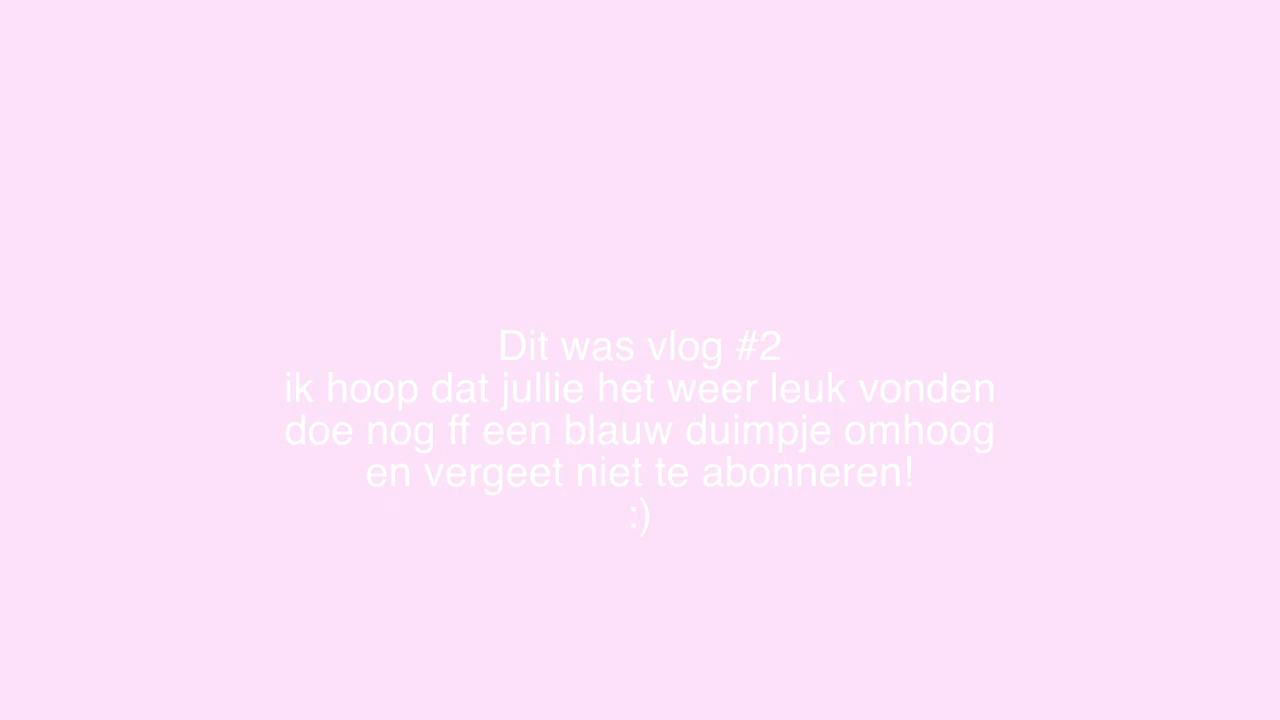 Dit was vlog #2
ik hoop dat jullie het weer leuk vonden
doe nog ff een blauw duimpje omhoog
en vergeet niet te abonneren!
:)